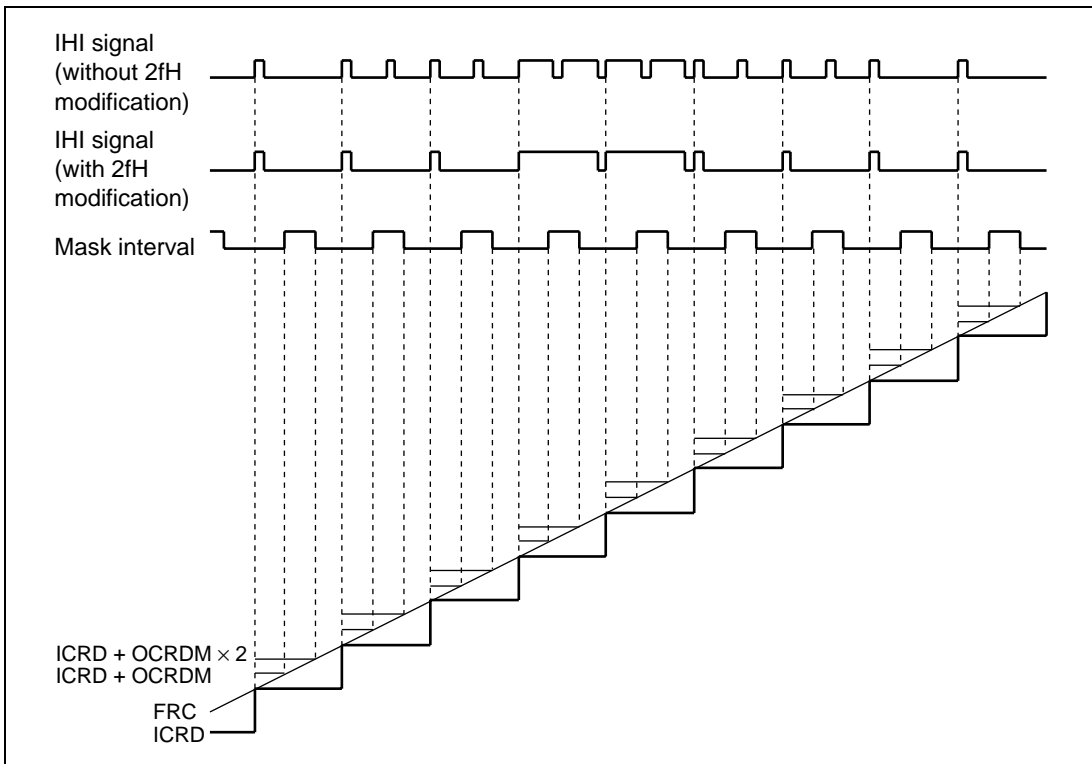 IHI signal
(without 2fH
modification)
IHI signal
(with 2fH
modification)
Mask interval
ICRD + OCRDM × 2
ICRD + OCRDM
FRC
ICRD